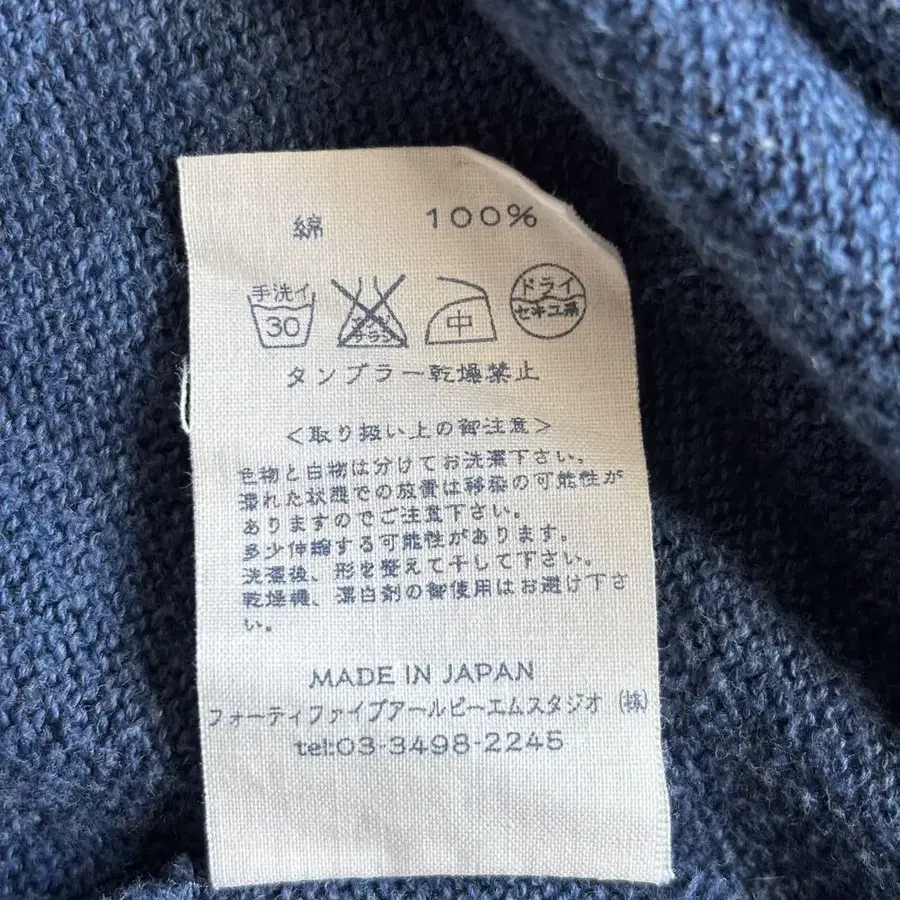 綿 100%
手洗イ 30 エンソサラシ 中 ドライ セキユ系
タンブラー乾燥禁止
<取り扱い上の御注意>
色物と白物は分けてお洗濯下さい。
濡れた状態での放置は移染の可能性が
ありますのでご注意下さい。
多少伸縮する可能性があります。
洗濯後、形を整えて干して下さい。
乾燥機、漂白剤の御使用はお避け下さ
い。
MADE IN JAPAN
フォーティファイブアールピーエムスタジオ (株)
tel:03-3498-2245